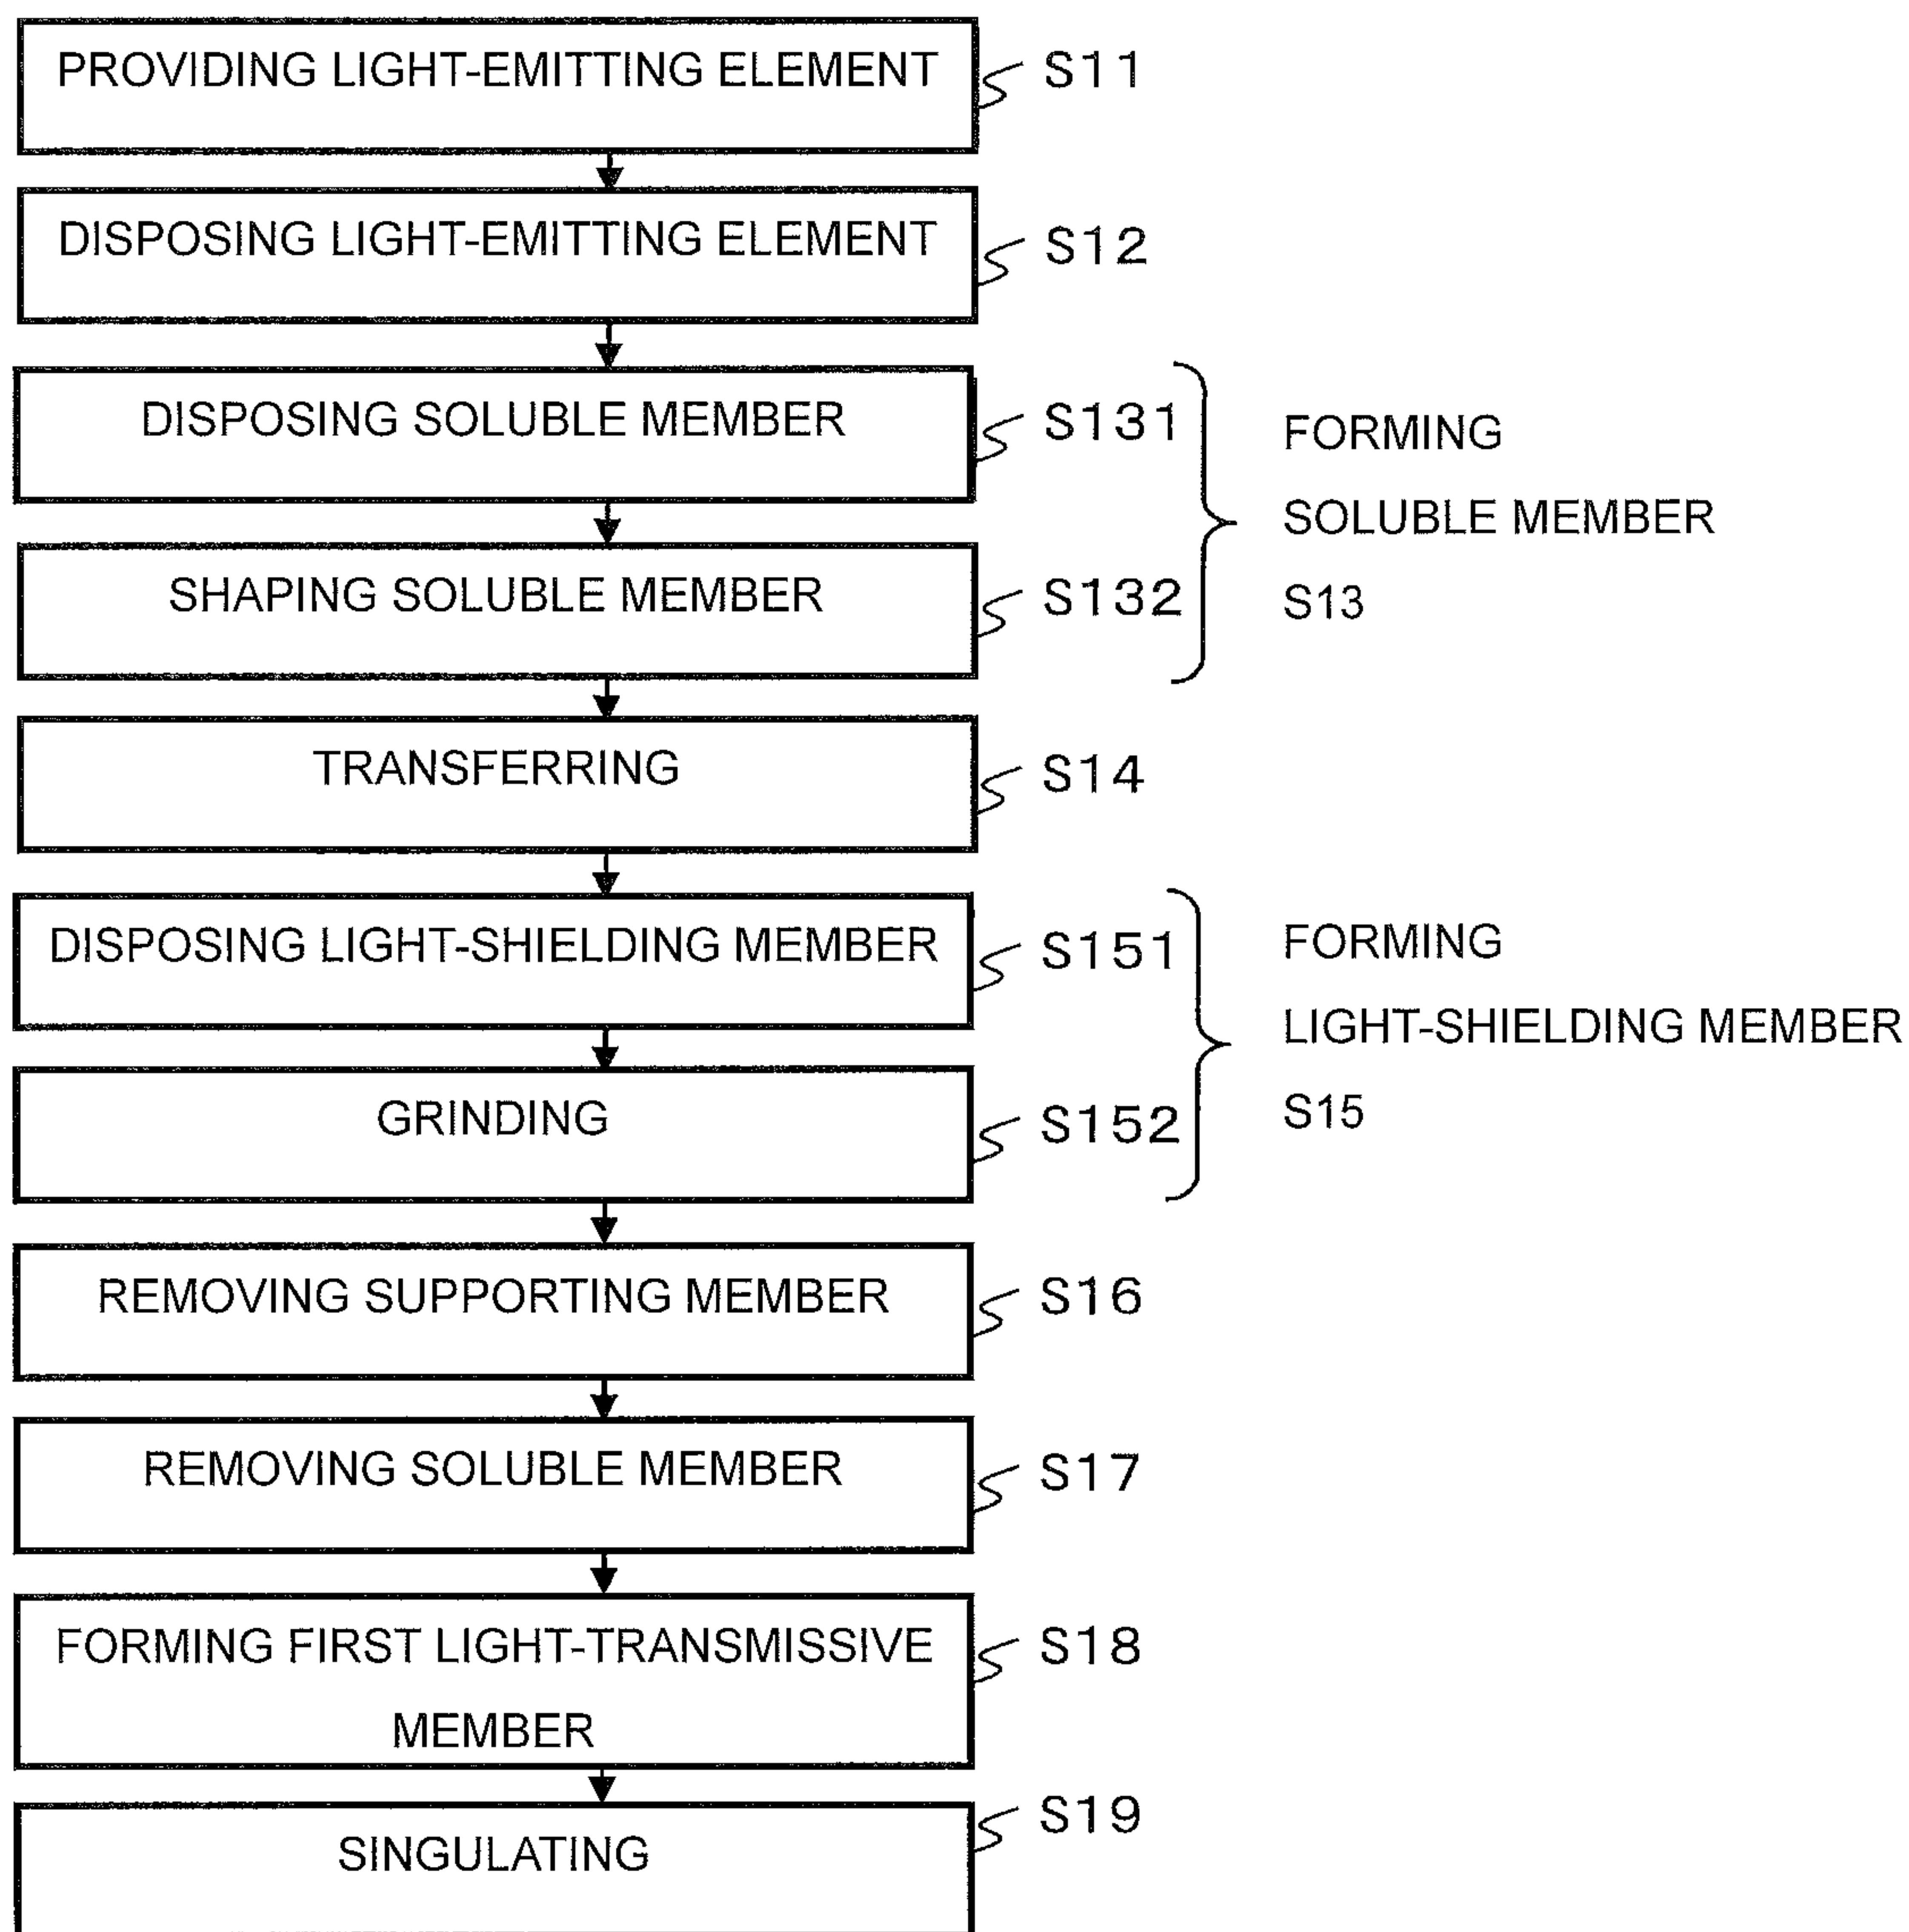 PROVIDING LIGHT-EMITTING ELEMENT
S11
DISPOSING LIGHT-EMITTING ELEMENT
S12
DISPOSING SOLUBLE MEMBER
S131
SHAPING SOLUBLE MEMBER
S132
FORMING
SOLUBLE MEMBER
S13
TRANSFERRING
S14
DISPOSING LIGHT-SHIELDING MEMBER
S151
GRINDING
S152
FORMING
LIGHT-SHIELDING MEMBER
S15
REMOVING SUPPORTING MEMBER
S16
REMOVING SOLUBLE MEMBER
S17
FORMING FIRST LIGHT-TRANSMISSIVE
MEMBER
S18
SINGULATING
S19